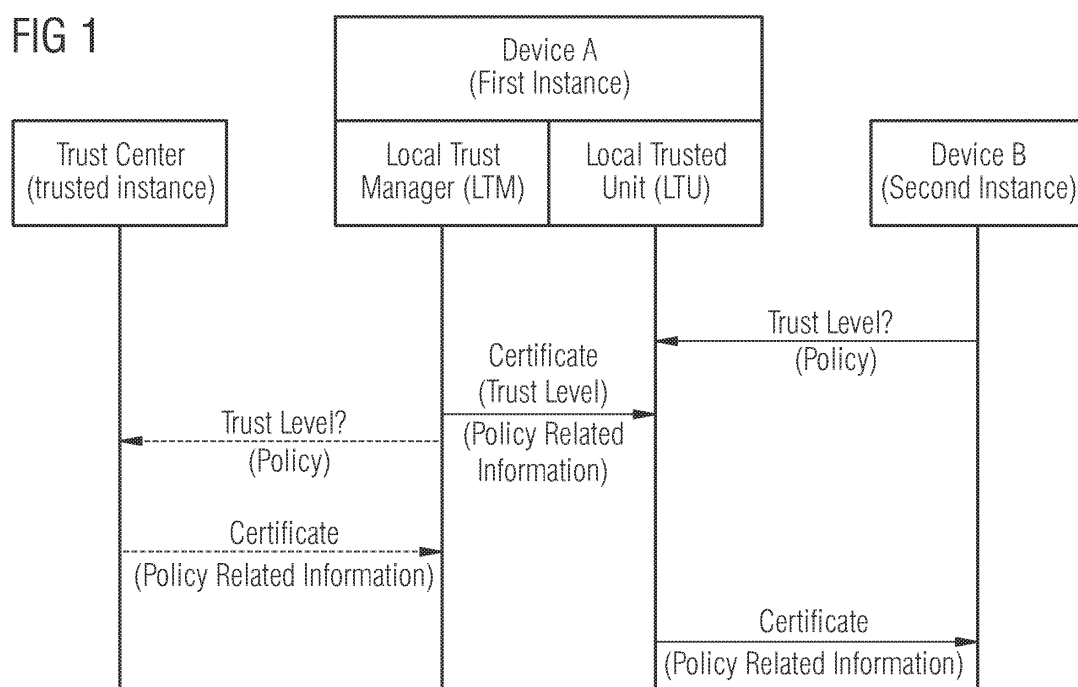 FIG 1
Device A
(First Instance)
Trust Center
(trusted instance)
Local Trust
Manager (LTM)
Local Trusted
Unit (LTU)
Device B
(Second Instance)
Trust Level?
(Policy)
Certificate
(Trust Level)
(Policy Related
Information)
Trust Level?
(Policy)
Certificate
(Policy Related Information)
Certificate
(Policy Related Information)